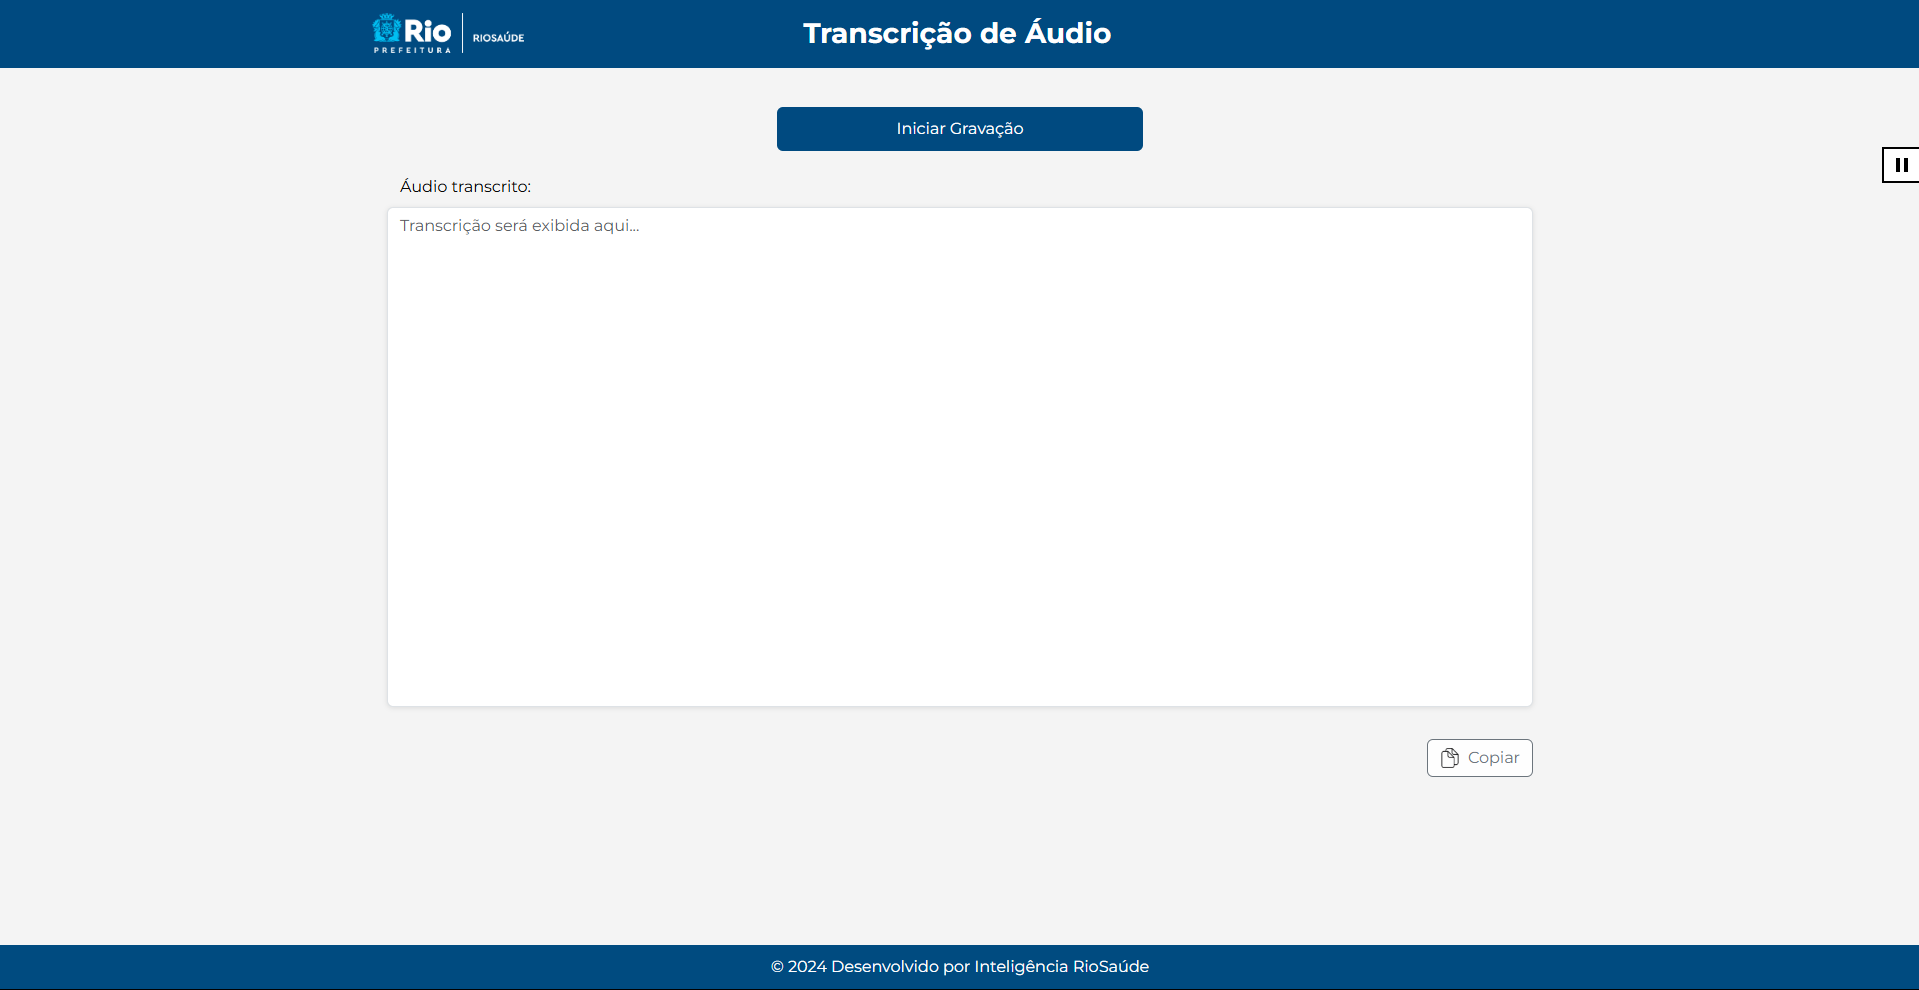 Rio
PREFEITURA
RIOSAÚDE
Transcrição de Áudio
Iniciar Gravação
Áudio transcrito:
Transcrição será exibida aqui...
Copiar
© 2024 Desenvolvido por Inteligência RioSaúde